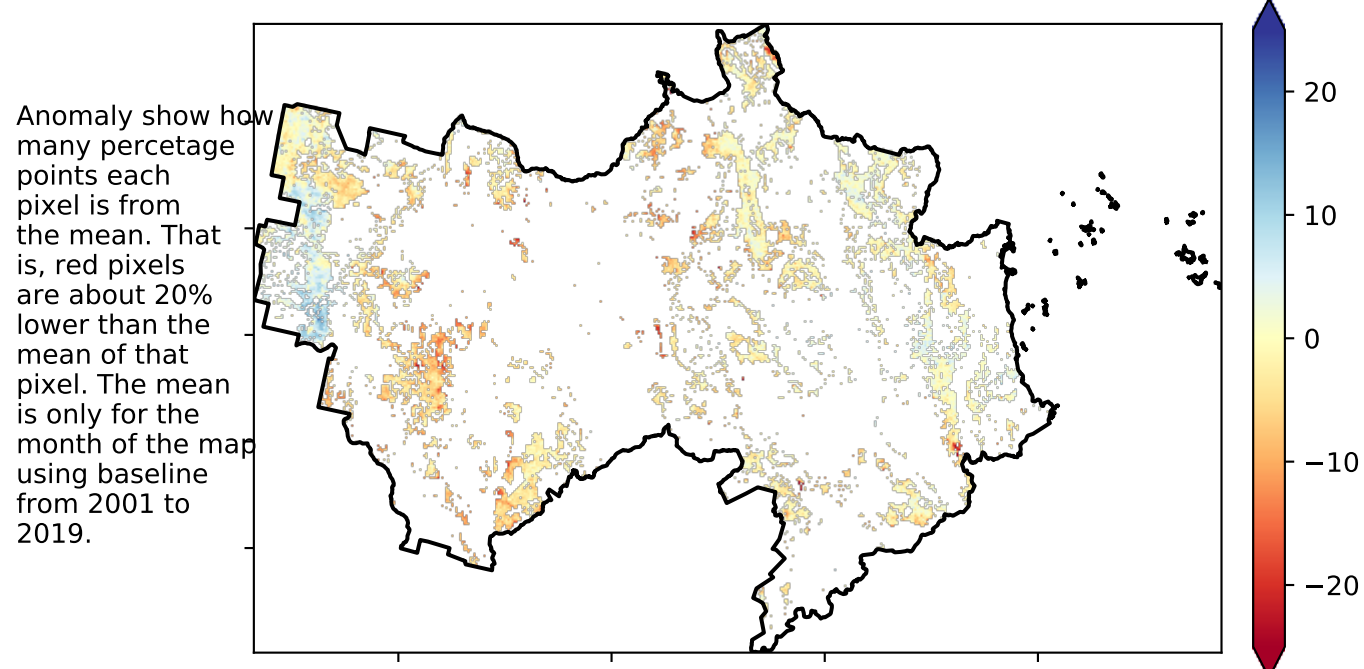 Anomaly show how
many percetage
points each
pixel is from
the mean. That
is, red pixels
are about 20%
lower than the
mean of that
pixel. The mean
is only for the
month of the map
using baseline
from 2001 to
2019.
20
10
0
−10
−20